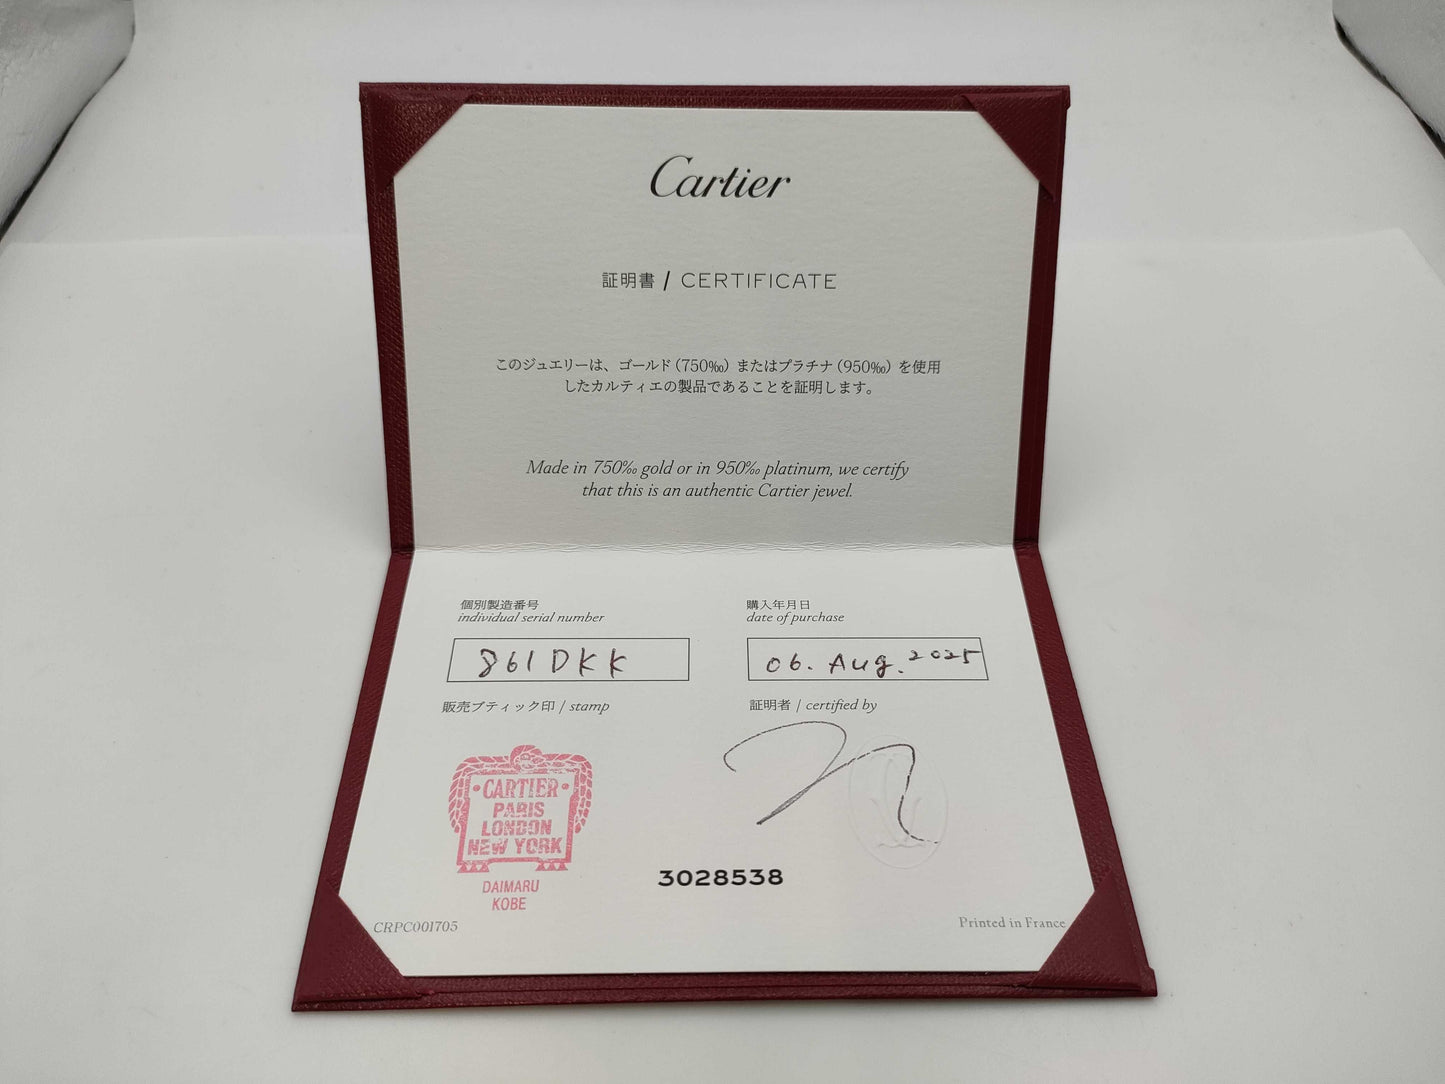 Cartier
証明書 / CERTIFICATE
このジュエリーは、ゴールド（750‰）またはプラチナ（950‰）を使用
したカルティエの製品であることを証明します。
Made in 750‰ gold or in 950‰ platinum, we certify
that this is an authentic Cartier jewel.
個別製造番号
individual serial number
861DKK
購入年月日
date of purchase
06. Aug. 2025
販売ブティック印 / stamp
証明者 / certified by
CARTIER
PARIS
LONDON
NEW YORK
DAIMARU
KOBE
3028538
CRPC001705
Printed in France